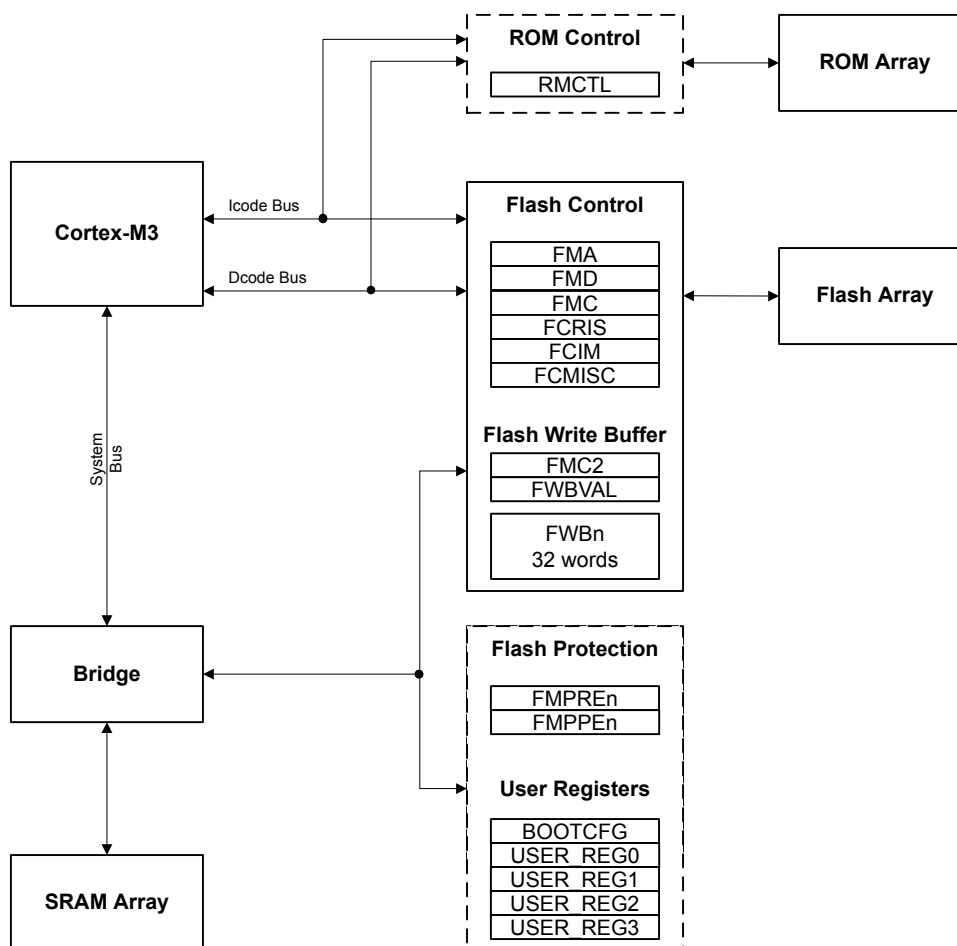 ROM Control
RMCTL
ROM Array
Cortex-M3
Icode Bus
Dcode Bus
Flash Control
FMA
FMD
FMC
FCRIS
FCIM
FCMISC
Flash Array
System
Bus
Flash Write Buffer
FMC2
FWBVAL
FWBn
32 words
Bridge
Flash Protection
FMPREn
FMPPEn
User Registers
BOOTCFG
USER_REG0
USER_REG1
USER_REG2
USER_REG3
SRAM Array